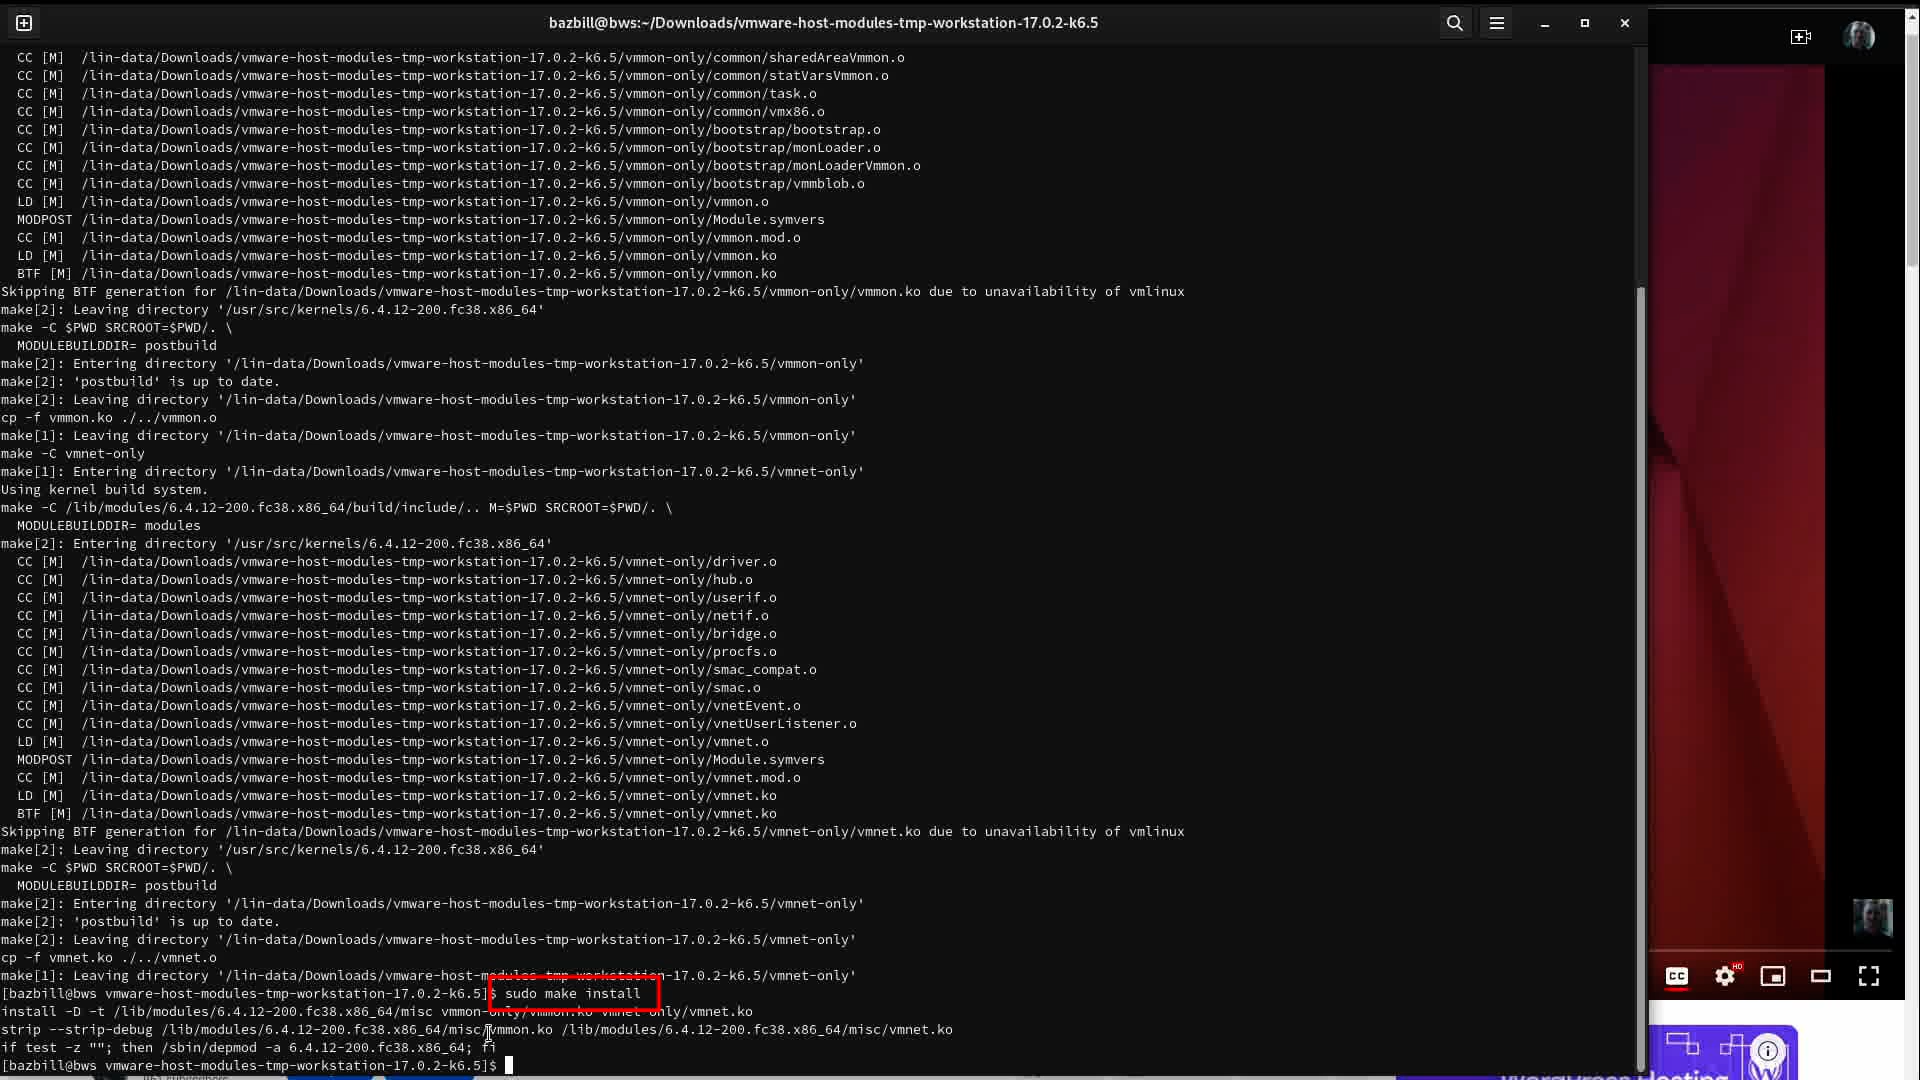 bazbill@bws:~/Downloads/vmware-host-modules-tmp-workstation-17.0.2-k6.5
CC [M]  /lin-data/Downloads/vmware-host-modules-tmp-workstation-17.0.2-k6.5/vmmon-only/common/sharedAreaVmmon.o
CC [M]  /lin-data/Downloads/vmware-host-modules-tmp-workstation-17.0.2-k6.5/vmmon-only/common/statVarsVmmon.o
CC [M]  /lin-data/Downloads/vmware-host-modules-tmp-workstation-17.0.2-k6.5/vmmon-only/common/task.o
CC [M]  /lin-data/Downloads/vmware-host-modules-tmp-workstation-17.0.2-k6.5/vmmon-only/common/vmx86.o
CC [M]  /lin-data/Downloads/vmware-host-modules-tmp-workstation-17.0.2-k6.5/vmmon-only/bootstrap/bootstrap.o
CC [M]  /lin-data/Downloads/vmware-host-modules-tmp-workstation-17.0.2-k6.5/vmmon-only/bootstrap/monLoader.o
CC [M]  /lin-data/Downloads/vmware-host-modules-tmp-workstation-17.0.2-k6.5/vmmon-only/bootstrap/monLoaderVmmon.o
CC [M]  /lin-data/Downloads/vmware-host-modules-tmp-workstation-17.0.2-k6.5/vmmon-only/bootstrap/vmmblob.o
LD [M]  /lin-data/Downloads/vmware-host-modules-tmp-workstation-17.0.2-k6.5/vmmon-only/vmmon.o
MODPOST /lin-data/Downloads/vmware-host-modules-tmp-workstation-17.0.2-k6.5/vmmon-only/Module.symvers
CC [M]  /lin-data/Downloads/vmware-host-modules-tmp-workstation-17.0.2-k6.5/vmmon-only/vmmon.mod.o
LD [M]  /lin-data/Downloads/vmware-host-modules-tmp-workstation-17.0.2-k6.5/vmmon-only/vmmon.ko
BTF [M] /lin-data/Downloads/vmware-host-modules-tmp-workstation-17.0.2-k6.5/vmmon-only/vmmon.ko
Skipping BTF generation for /lin-data/Downloads/vmware-host-modules-tmp-workstation-17.0.2-k6.5/vmmon-only/vmmon.ko due to unavailability of vmlinux
make[2]: Leaving directory '/usr/src/kernels/6.4.12-200.fc38.x86_64'
make -C $PWD SRCROOT=$PWD/. \
MODULEBUILDDIR= postbuild
make[2]: Entering directory '/lin-data/Downloads/vmware-host-modules-tmp-workstation-17.0.2-k6.5/vmmon-only'
make[2]: 'postbuild' is up to date.
make[2]: Leaving directory '/lin-data/Downloads/vmware-host-modules-tmp-workstation-17.0.2-k6.5/vmmon-only'
cp -f vmmon.ko ./../vmmon.o
make[1]: Leaving directory '/lin-data/Downloads/vmware-host-modules-tmp-workstation-17.0.2-k6.5/vmmon-only'
make -C vmnet-only
make[1]: Entering directory '/lin-data/Downloads/vmware-host-modules-tmp-workstation-17.0.2-k6.5/vmnet-only'
Using kernel build system.
make -C /lib/modules/6.4.12-200.fc38.x86_64/build/include/.. M=$PWD SRCROOT=$PWD/. \
MODULEBUILDDIR= modules
make[2]: Entering directory '/usr/src/kernels/6.4.12-200.fc38.x86_64'
CC [M]  /lin-data/Downloads/vmware-host-modules-tmp-workstation-17.0.2-k6.5/vmnet-only/driver.o
CC [M]  /lin-data/Downloads/vmware-host-modules-tmp-workstation-17.0.2-k6.5/vmnet-only/hub.o
CC [M]  /lin-data/Downloads/vmware-host-modules-tmp-workstation-17.0.2-k6.5/vmnet-only/userif.o
CC [M]  /lin-data/Downloads/vmware-host-modules-tmp-workstation-17.0.2-k6.5/vmnet-only/netif.o
CC [M]  /lin-data/Downloads/vmware-host-modules-tmp-workstation-17.0.2-k6.5/vmnet-only/bridge.o
CC [M]  /lin-data/Downloads/vmware-host-modules-tmp-workstation-17.0.2-k6.5/vmnet-only/procfs.o
CC [M]  /lin-data/Downloads/vmware-host-modules-tmp-workstation-17.0.2-k6.5/vmnet-only/smac_compat.o
CC [M]  /lin-data/Downloads/vmware-host-modules-tmp-workstation-17.0.2-k6.5/vmnet-only/smac.o
CC [M]  /lin-data/Downloads/vmware-host-modules-tmp-workstation-17.0.2-k6.5/vmnet-only/vnetEvent.o
CC [M]  /lin-data/Downloads/vmware-host-modules-tmp-workstation-17.0.2-k6.5/vmnet-only/vnetUserListener.o
LD [M]  /lin-data/Downloads/vmware-host-modules-tmp-workstation-17.0.2-k6.5/vmnet-only/vmnet.o
MODPOST /lin-data/Downloads/vmware-host-modules-tmp-workstation-17.0.2-k6.5/vmnet-only/Module.symvers
CC [M]  /lin-data/Downloads/vmware-host-modules-tmp-workstation-17.0.2-k6.5/vmnet-only/vmnet.mod.o
LD [M]  /lin-data/Downloads/vmware-host-modules-tmp-workstation-17.0.2-k6.5/vmnet-only/vmnet.ko
BTF [M] /lin-data/Downloads/vmware-host-modules-tmp-workstation-17.0.2-k6.5/vmnet-only/vmnet.ko
Skipping BTF generation for /lin-data/Downloads/vmware-host-modules-tmp-workstation-17.0.2-k6.5/vmnet-only/vmnet.ko due to unavailability of vmlinux
make[2]: Leaving directory '/usr/src/kernels/6.4.12-200.fc38.x86_64'
make -C $PWD SRCROOT=$PWD/. \
MODULEBUILDDIR= postbuild
make[2]: Entering directory '/lin-data/Downloads/vmware-host-modules-tmp-workstation-17.0.2-k6.5/vmnet-only'
make[2]: 'postbuild' is up to date.
make[2]: Leaving directory '/lin-data/Downloads/vmware-host-modules-tmp-workstation-17.0.2-k6.5/vmnet-only'
cp -f vmnet.ko ./../vmnet.o
make[1]: Leaving directory '/lin-data/Downloads/vmware-host-modules-tmp-workstation-17.0.2-k6.5/vmnet-only'
[bazbill@bws vmware-host-modules-tmp-workstation-17.0.2-k6.5]$ sudo make install
install -D -t /lib/modules/6.4.12-200.fc38.x86_64/misc vmmon-only/vmmon.ko vmnet-only/vmnet.ko
strip --strip-debug /lib/modules/6.4.12-200.fc38.x86_64/misc/vmmon.ko /lib/modules/6.4.12-200.fc38.x86_64/misc/vmnet.ko
if test -z ""; then /sbin/depmod -a 6.4.12-200.fc38.x86_64; fi
[bazbill@bws vmware-host-modules-tmp-workstation-17.0.2-k6.5]$
CC
HD
WordPress Hosting